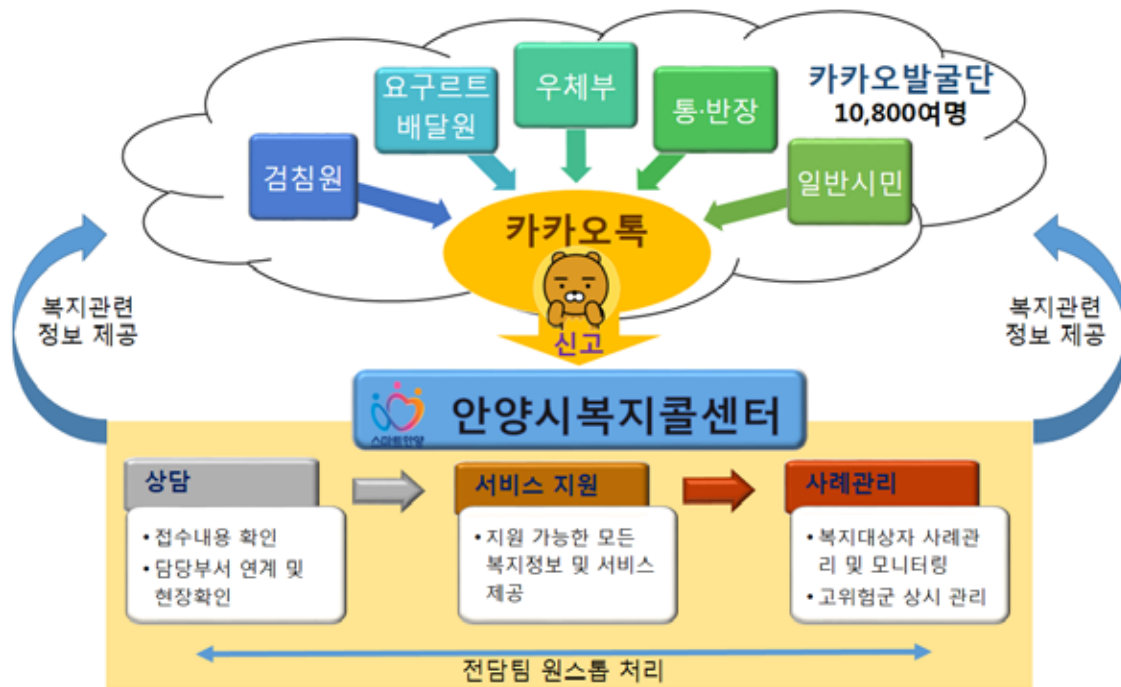 카카오발굴단
10,800여명
검침원
요구르트
배달원
우체부
통·반장
일반시민
카카오톡
신고
복지관련
정보 제공
복지관련
정보 제공
스마트안양
안양시복지콜센터
상담
• 접수내용 확인
• 담당부서 연계 및
현장확인
서비스 지원
• 지원 가능한 모든
복지정보 및 서비스
제공
사례관리
• 복지대상자 사례관
리 및 모니터링
• 고위험군 상시 관리
전담팀 원스톱 처리